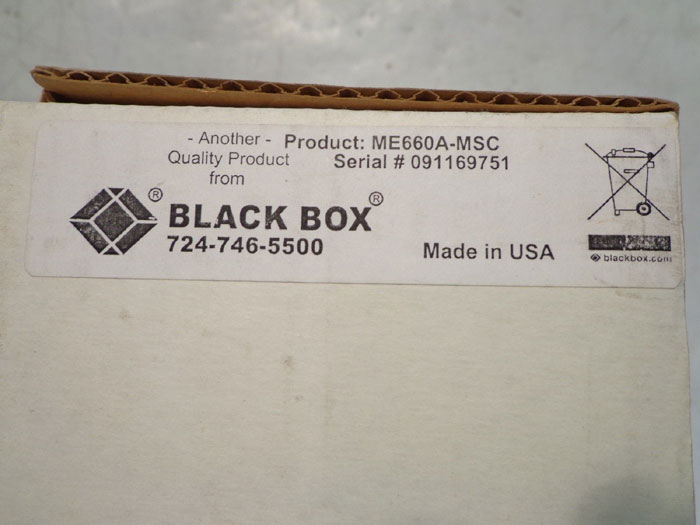 - Another - Product: ME660A-MSC
Quality Product Serial # 091169751
from
® BLACK BOX ®
724-746-5500
Made in USA
blackbox.com